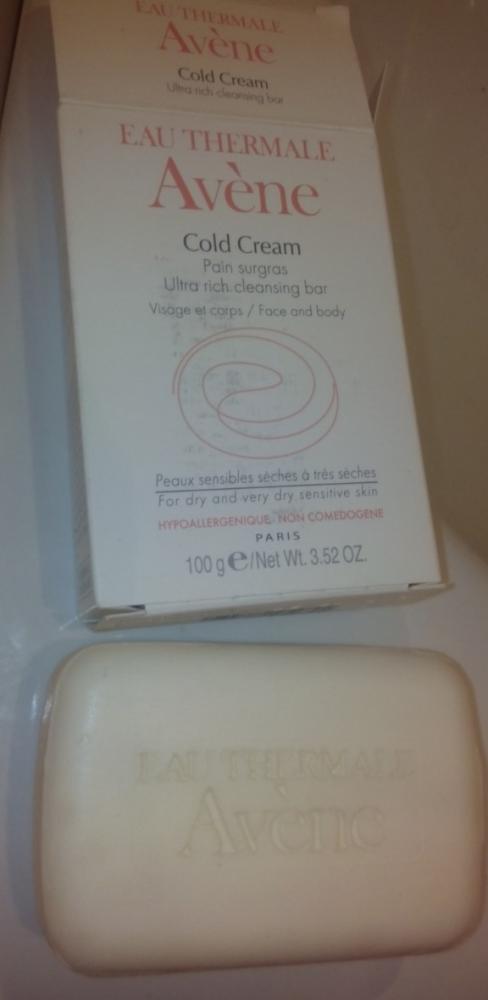 EAU THERMALE
Avène
Cold Cream
Ultra rich cleansing bar
EAU THERMALE
Avène
Cold Cream
Pain surgras
Ultra rich cleansing bar
Visage et corps / Face and body
Peaux sensibles sèches à très sèches
For dry and very dry sensitive skin
HYPOALLERGENIQUE. NON COMEDOGENE
PARIS
100 g e/Net Wt. 3.52 OZ.
EAU THERMALE
Avène